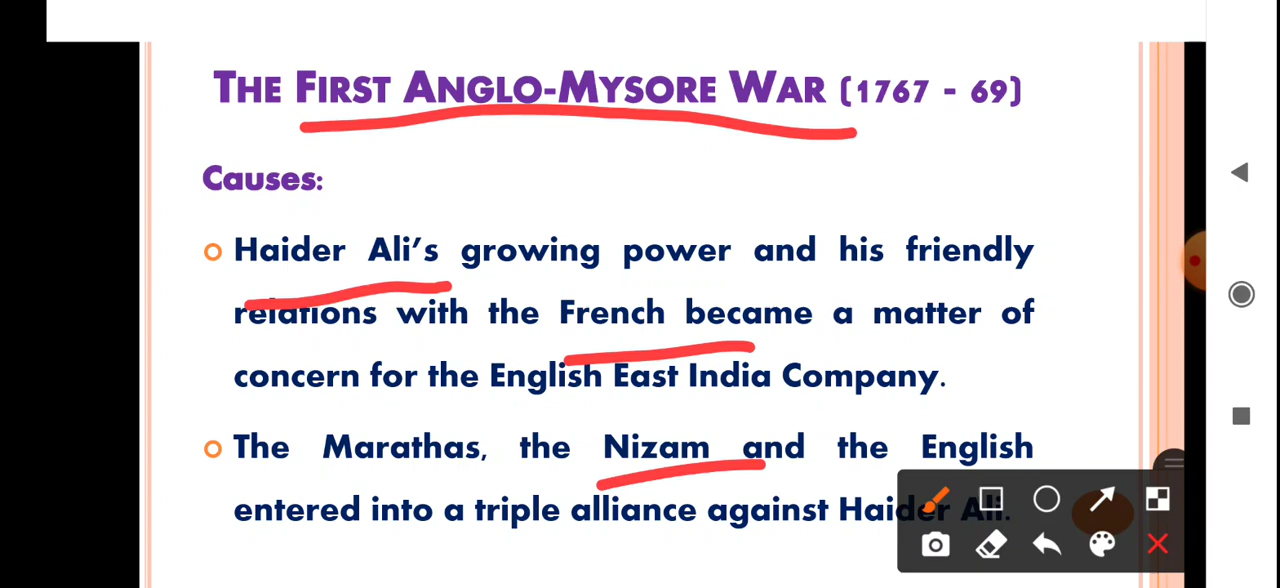 THE FIRST ANGLO-MYSORE WAR (1767 - 69)
Causes:
Haider Ali's growing power and his friendly
relations with the French became a matter of
concern for the English East India Company.
The Marathas, the Nizam and the English
entered into a triple alliance against Haider Ali.